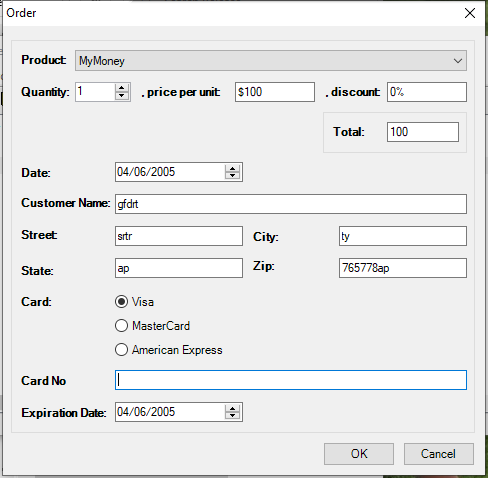 Order
Product: MyMoney
Quantity: 1 , price per unit: $100 , discount: 0%
Total: 100
Date: 04/06/2005
Customer Name: gfdrt
Street: srtr City: ty
State: ap Zip: 765778ap
Card: Visa
MasterCard
American Express
Card No
Expiration Date: 04/06/2005
OK Cancel